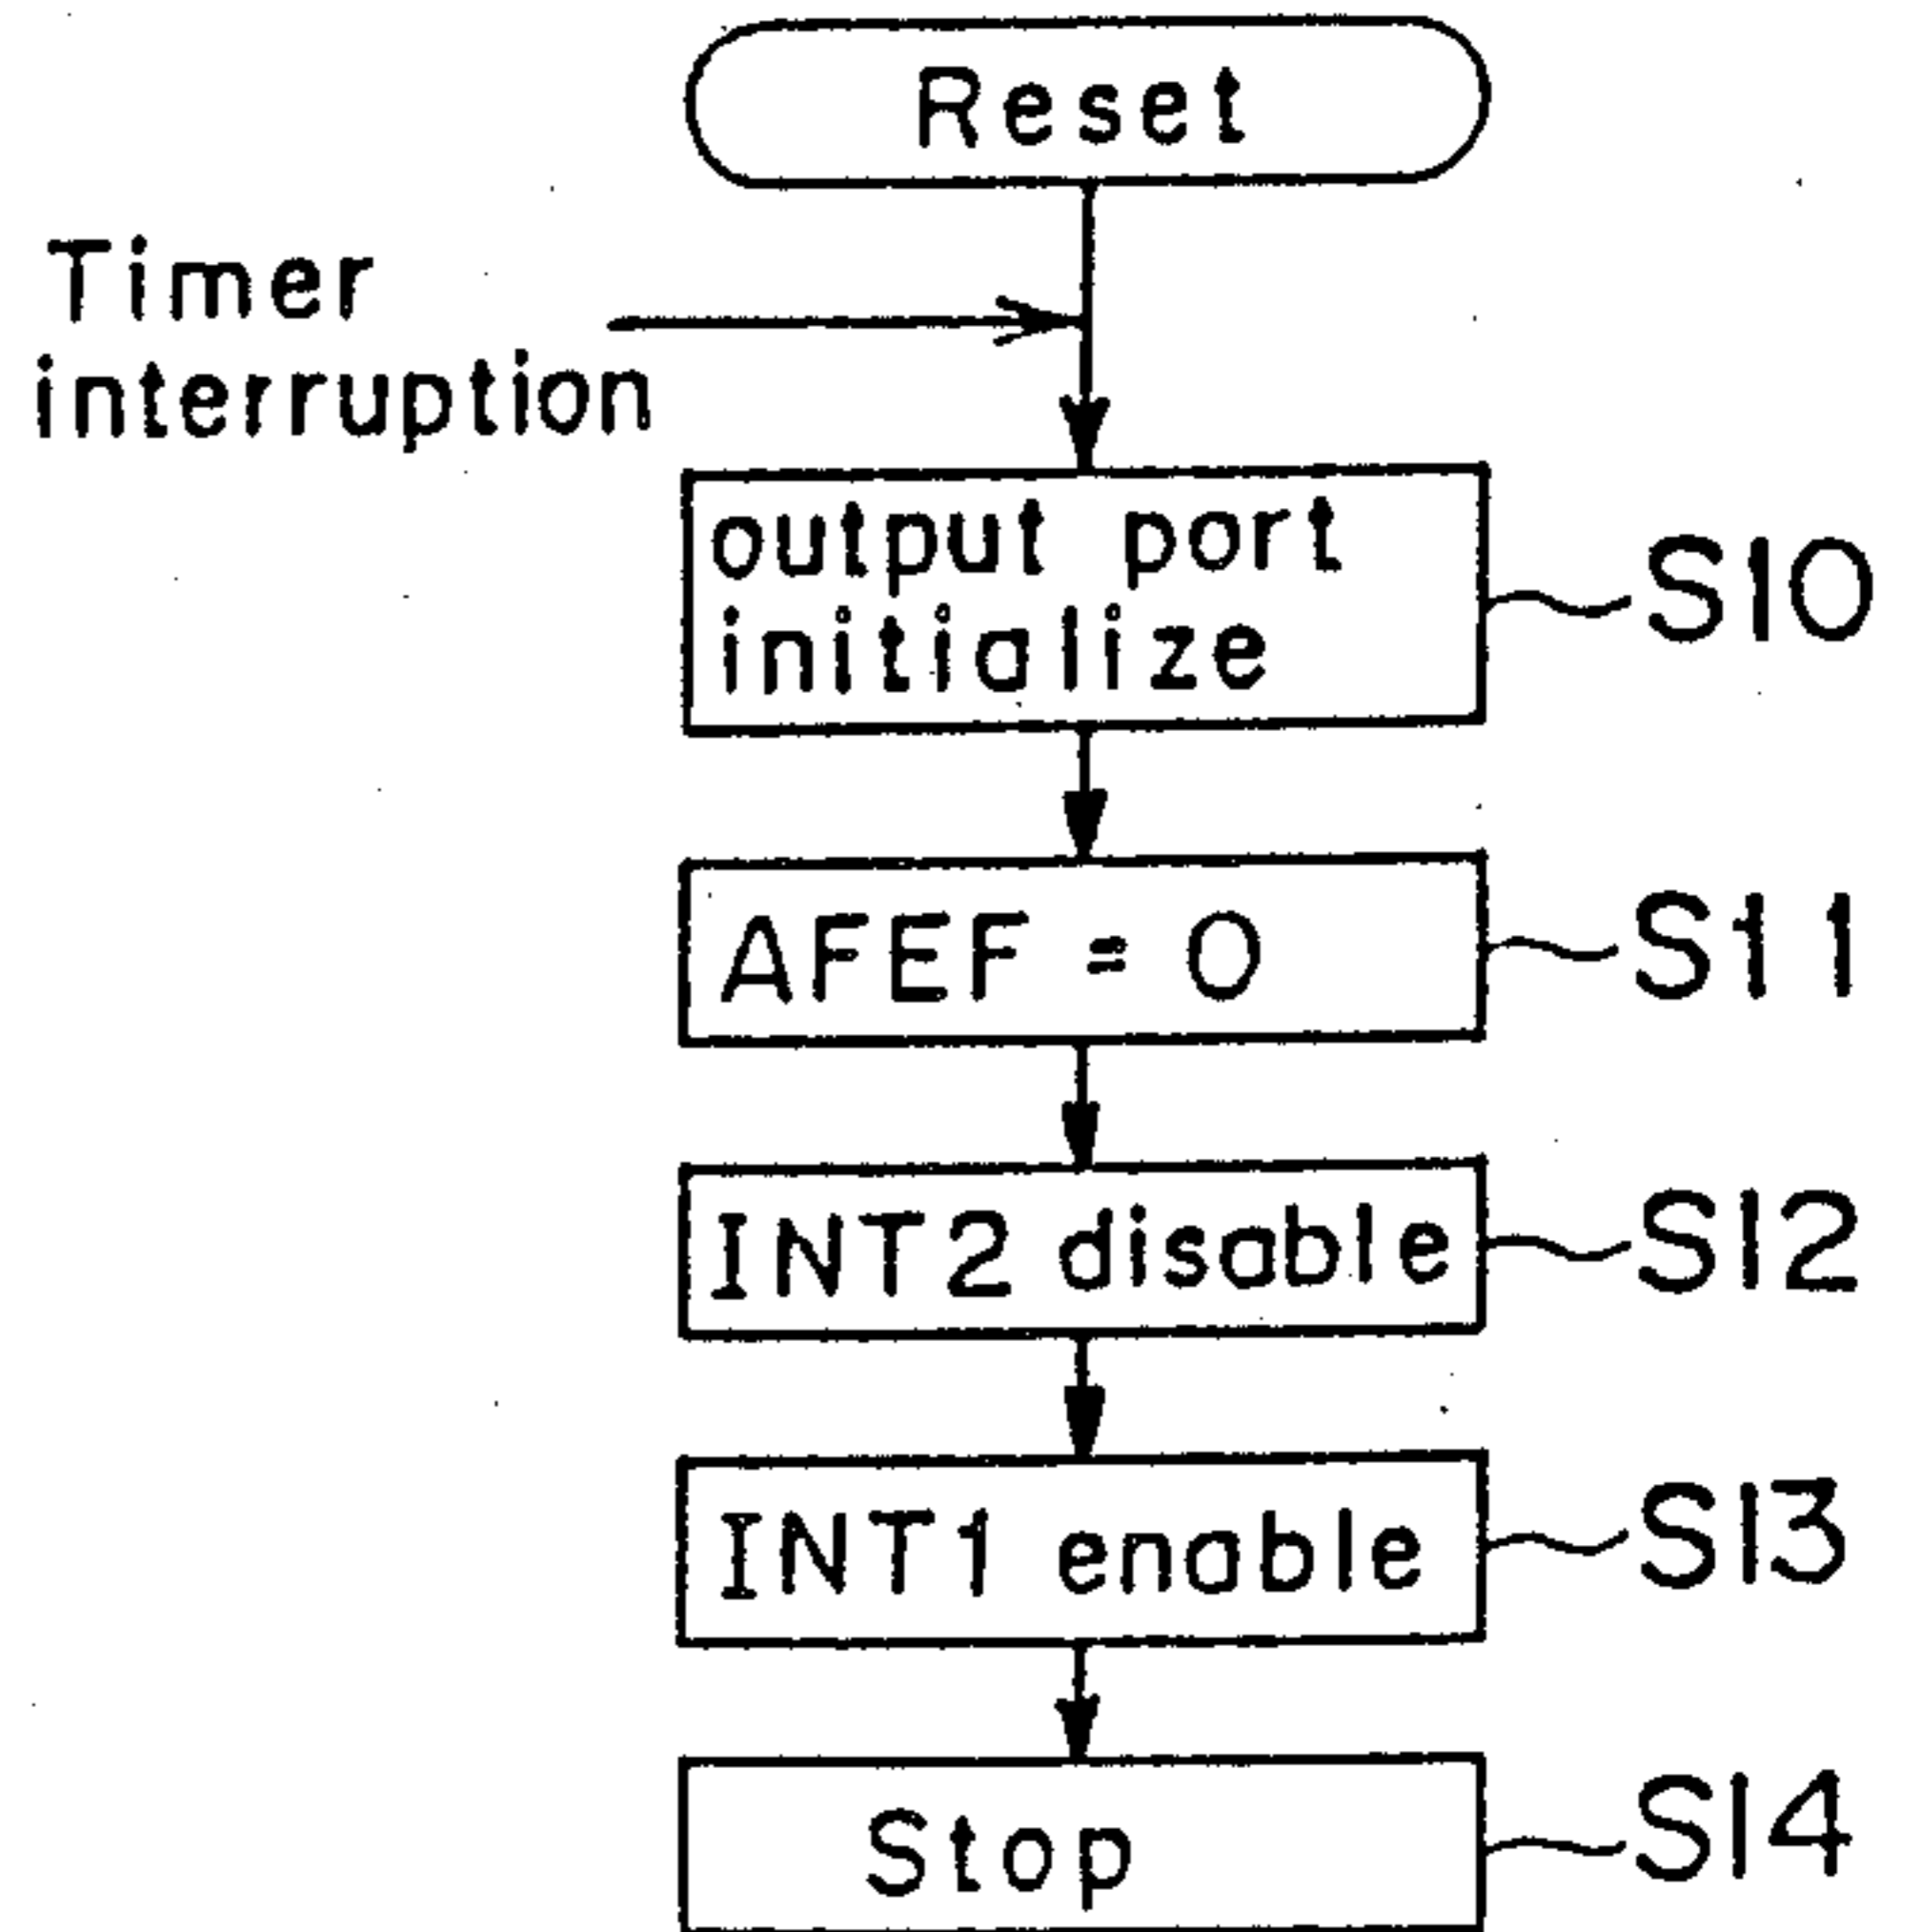 Reset
Timer
interruption
output port
initialize
S10
AFEF = 0
S11
INT2 disable
S12
INT1 enable
S13
Stop
S14